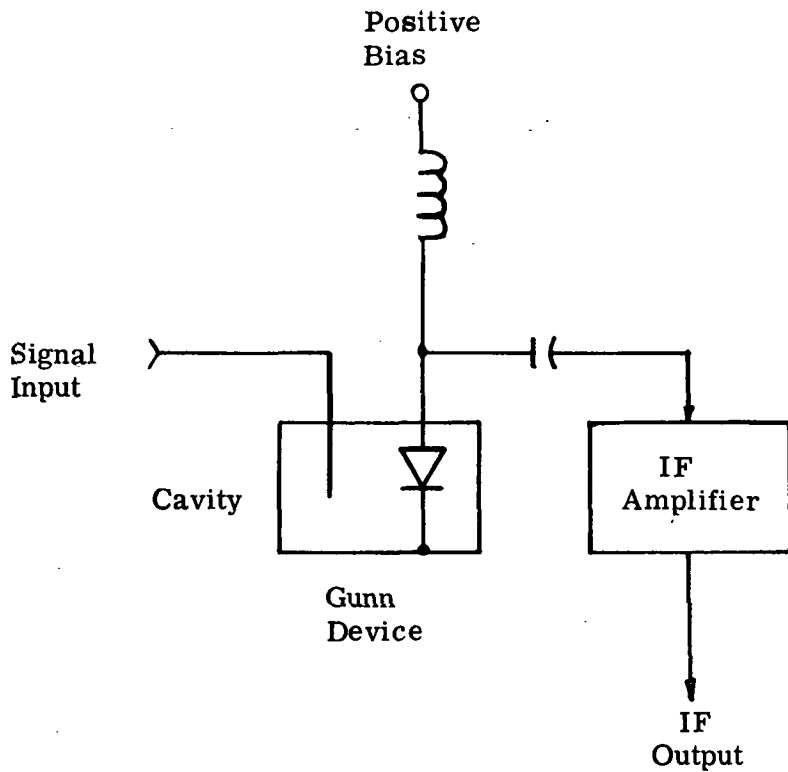 Positive
Bias
Signal
Input
Cavity
IF
Amplifier
Gunn
Device
IF
Output